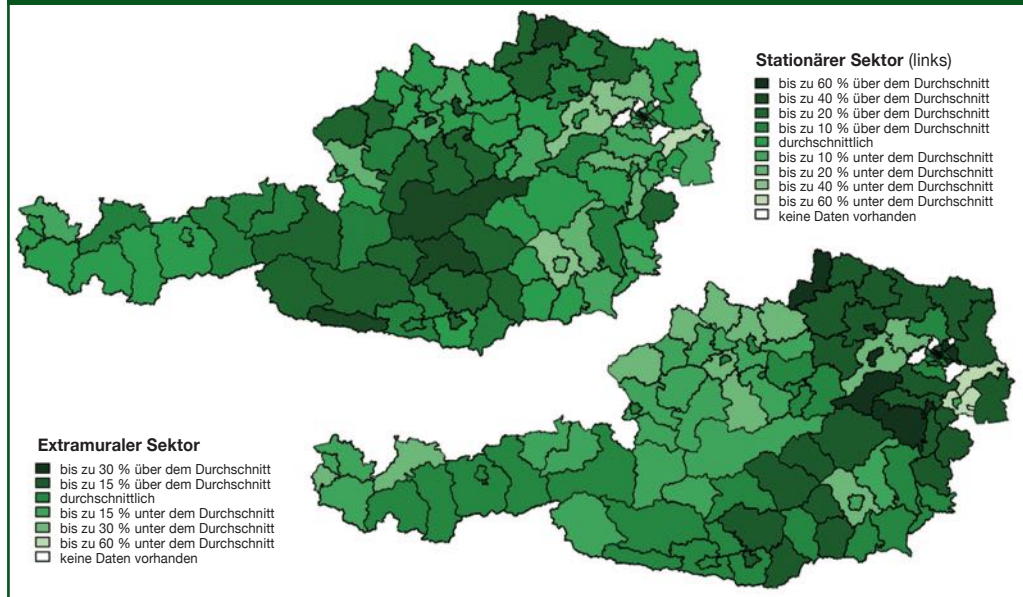 Stationärer Sektor (links)
bis zu 60 % über dem Durchschnitt
bis zu 40 % über dem Durchschnitt
bis zu 20 % über dem Durchschnitt
bis zu 10 % über dem Durchschnitt
durchschnittlich
bis zu 10 % unter dem Durchschnitt
bis zu 20 % unter dem Durchschnitt
bis zu 40 % unter dem Durchschnitt
bis zu 60 % unter dem Durchschnitt
keine Daten vorhanden
Extramuraler Sektor
bis zu 30 % über dem Durchschnitt
bis zu 15 % über dem Durchschnitt
durchschnittlich
bis zu 15 % unter dem Durchschnitt
bis zu 30 % unter dem Durchschnitt
bis zu 60 % unter dem Durchschnitt
keine Daten vorhanden